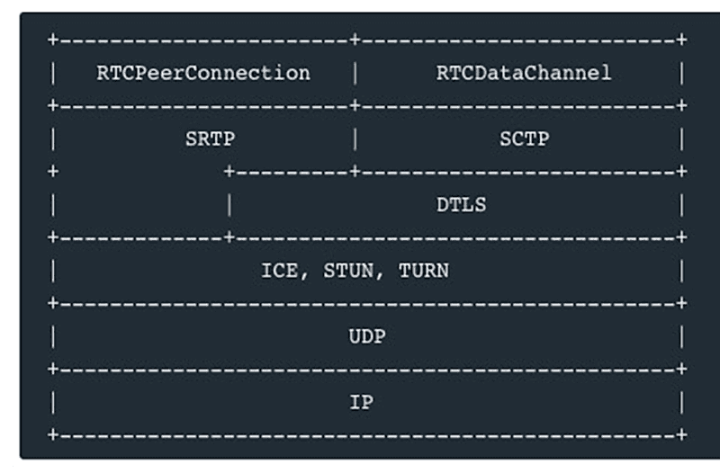 RTCPeerConnection | RTCDataChannel
SRTP | SCTP
DTLS
ICE, STUN, TURN
UDP
IP